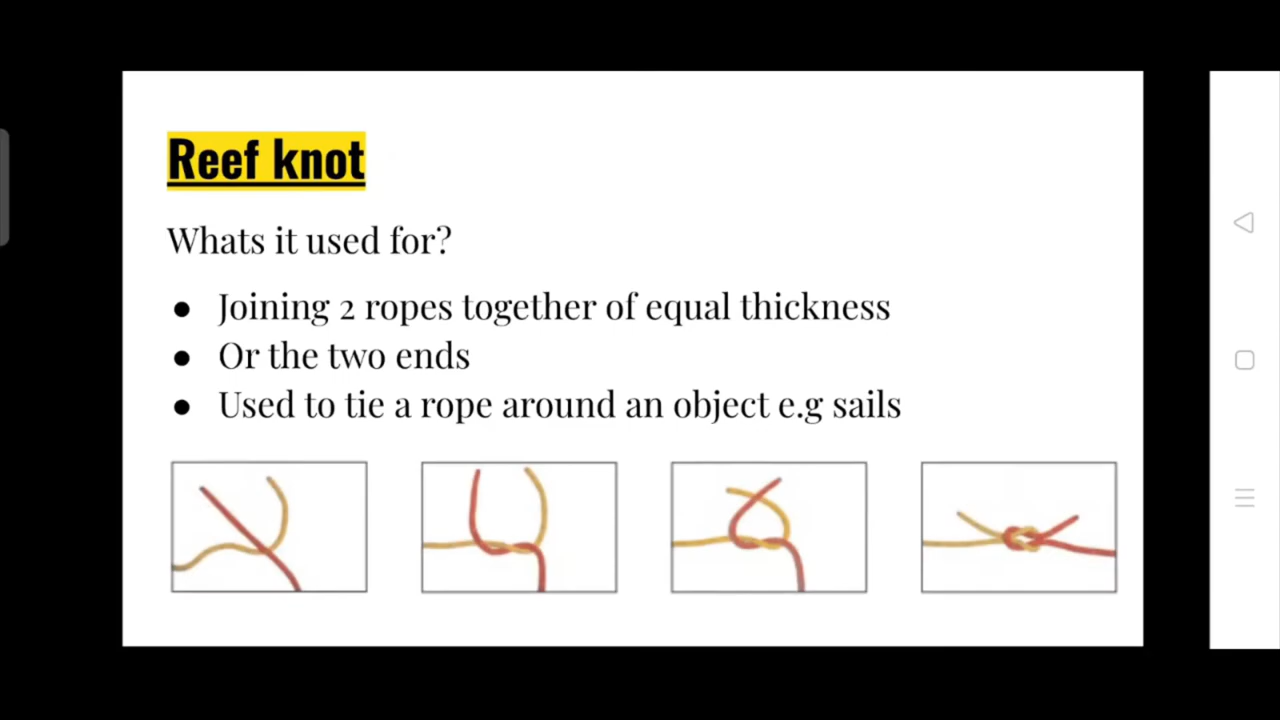 Reef knot
Whats it used for?
● Joining 2 ropes together of equal thickness
● Or the two ends
● Used to tie a rope around an object e.g sails